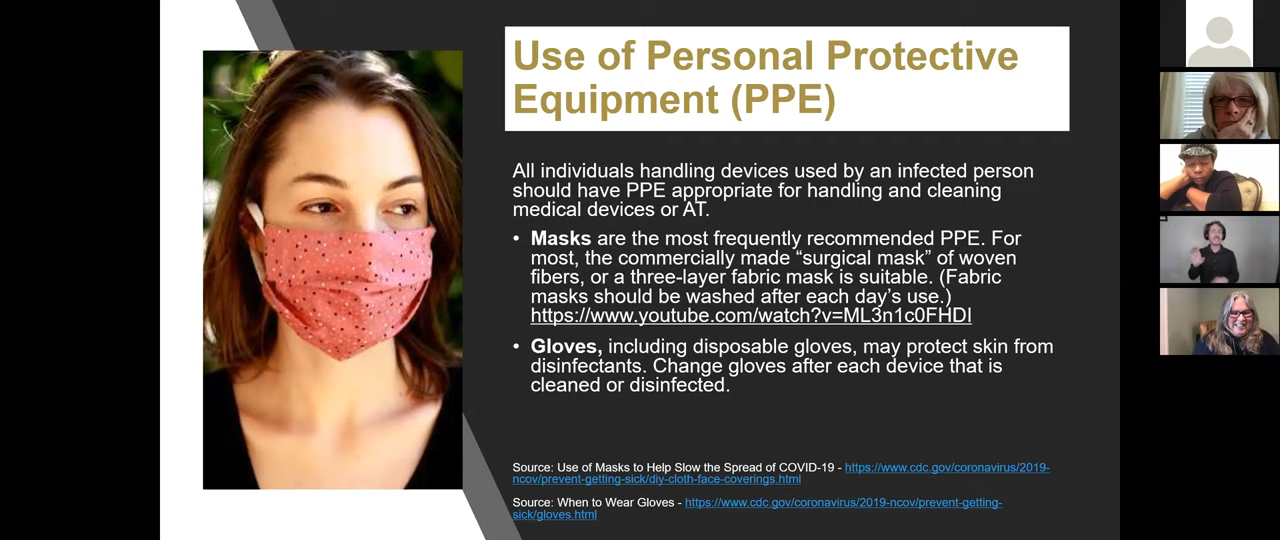 Use of Personal Protective
Equipment (PPE)
All individuals handling devices used by an infected person
should have PPE appropriate for handling and cleaning
medical devices or AT.
• Masks are the most frequently recommended PPE. For
most, the commercially made “surgical mask” of woven
fibers, or a three-layer fabric mask is suitable. (Fabric
masks should be washed after each day’s use.)
https://www.youtube.com/watch?v=ML3n1c0FHDI
• Gloves, including disposable gloves, may protect skin from
disinfectants. Change gloves after each device that is
cleaned or disinfected.
Source: Use of Masks to Help Slow the Spread of COVID-19 - https://www.cdc.gov/coronavirus/2019-
ncov/prevent-getting-sick/diy-cloth-face-coverings.html
Source: When to Wear Gloves - https://www.cdc.gov/coronavirus/2019-ncov/prevent-getting-
sick/gloves.html